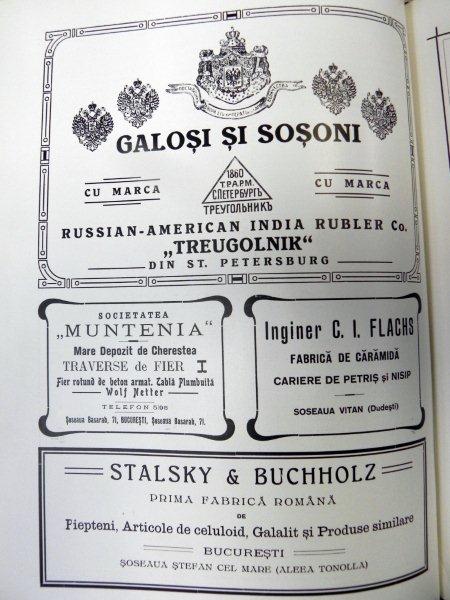 GALOȘI ȘI SOȘONI
CU MARCA
1860
Т.Р.А.Р.М.
С.ПЕТЕРБУРГЪ
ТРЕУГОЛЬНИКЪ
CU MARCA
RUSSIAN-AMERICAN INDIA RUBLER Co.
„TREUGOLNIK“
DIN ST. PETERSBURG
SOCIETATEA
„MUNTENIA“
Mare Depozit de Cherestea
TRAVERSE de FIER I
Fier rotund de beton armat. Tablă Plumbuită
Wolf Netter
TELEFON 5/98
Șoseaua Basarab, 71, BUCUREȘTI, Șoseaua Basarab, 71.
Inginer C. I. FLACHS
FABRICĂ DE CĂRĂMIDĂ
CARIERE DE PETRIȘ și NISIP
SOSEAUA VITAN (Dudești)
STALSKY & BUCHHOLZ
PRIMA FABRICĂ ROMÂNĂ
DE
Piepteni, Articole de celuloid, Galalit și Produse similare
BUCUREȘTI
ȘOSEAUA ȘTEFAN CEL MARE (ALEEA TONOLLA)